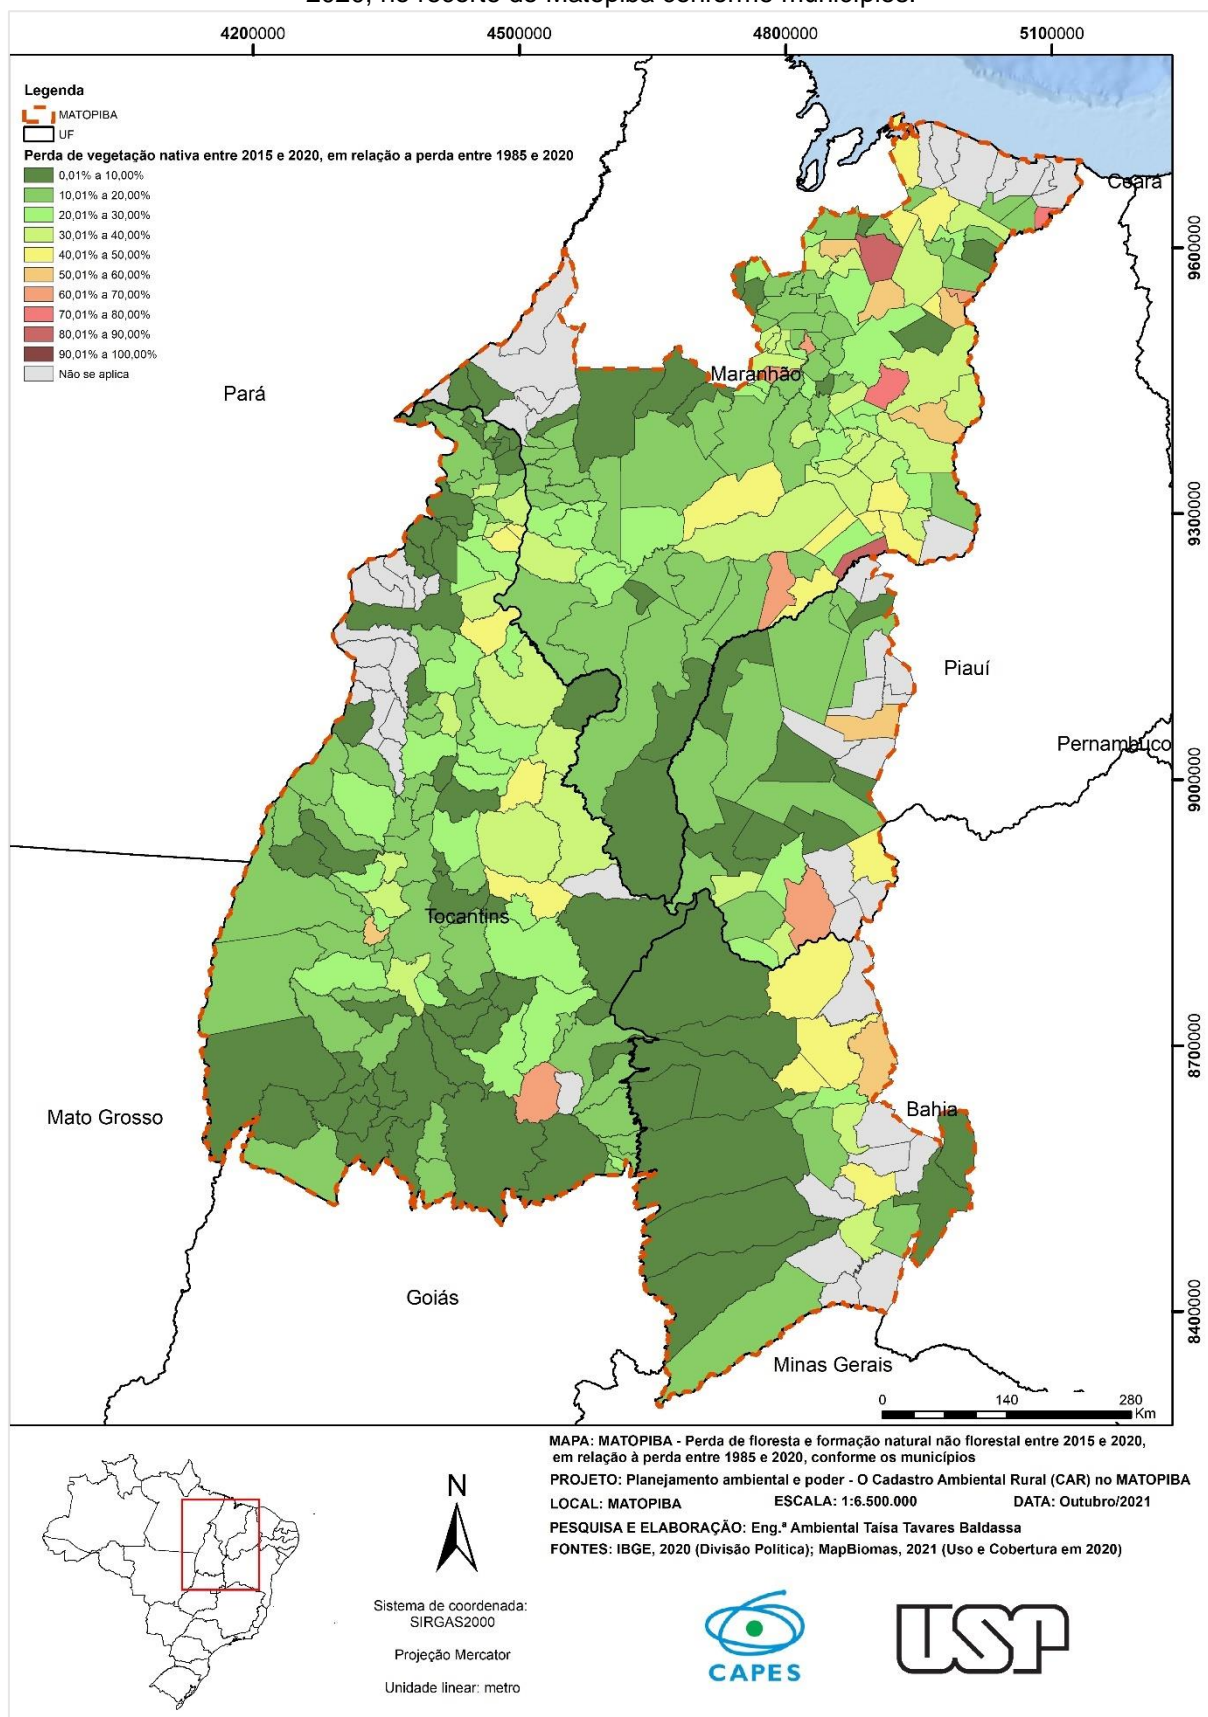 2020, no recorte do Matopiba conforme municípios.
4200000
4500000
4800000
5100000
Legenda
MATOPIBA
UF
Perda de vegetação nativa entre 2015 e 2020, em relação a perda entre 1985 e 2020
0,01% a 10,00%
10,01% a 20,00%
20,01% a 30,00%
30,01% a 40,00%
40,01% a 50,00%
50,01% a 60,00%
60,01% a 70,00%
70,01% a 80,00%
80,01% a 90,00%
90,01% a 100,00%
Não se aplica
Ceará
9600000
Maranhão
Pará
9300000
Piauí
Pernambuco
9000000
Tocantins
8700000
Mato Grosso
Bahia
Goiás
8400000
Minas Gerais
0 140 280
Km
MAPA: MATOPIBA - Perda de floresta e formação natural não florestal entre 2015 e 2020,
em relação à perda entre 1985 e 2020, conforme os municípios
PROJETO: Planejamento ambiental e poder - O Cadastro Ambiental Rural (CAR) no MATOPIBA
LOCAL: MATOPIBA ESCALA: 1:6.500.000 DATA: Outubro/2021
PESQUISA E ELABORAÇÃO: Eng.ª Ambiental Taísa Tavares Baldassa
FONTES: IBGE, 2020 (Divisão Política); MapBiomas, 2021 (Uso e Cobertura em 2020)
N
Sistema de coordenada:
SIRGAS2000
Projeção Mercator
Unidade linear: metro
CAPES
USP